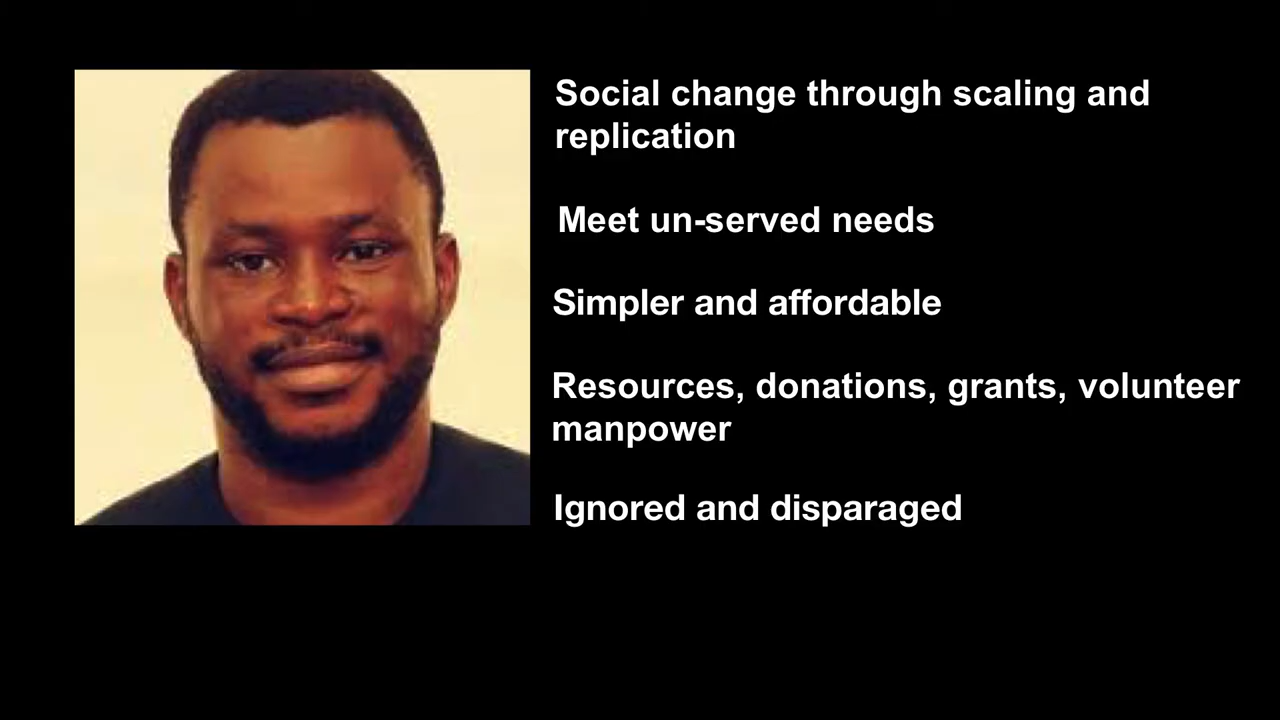 Social change through scaling and
replication
Meet un-served needs
Simpler and affordable
Resources, donations, grants, volunteer
manpower
Ignored and disparaged